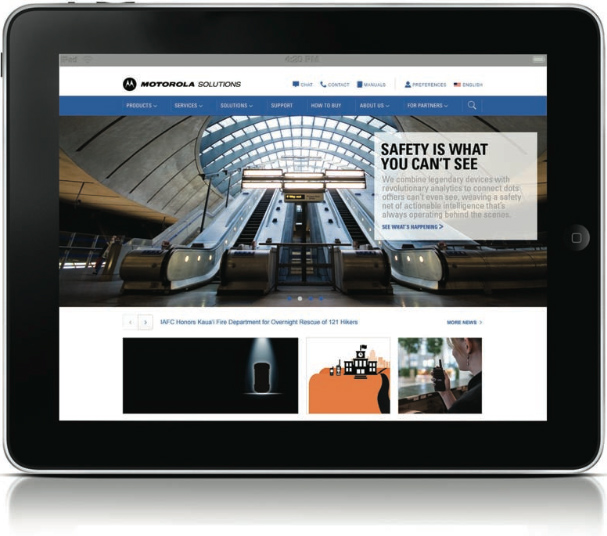 iPad 4:20 PM
MOTOROLA SOLUTIONS CHAT CONTACT MANUALS PREFERENCES ENGLISH
PRODUCTS SERVICES SOLUTIONS SUPPORT HOW TO BUY ABOUT US FOR PARTNERS
SAFETY IS WHAT
YOU CAN'T SEE
We combine legendary devices with
revolutionary analytics to connect dots
others can't even see, weaving a safety
net of actionable intelligence that's
always operating behind the scenes.
SEE WHAT'S HAPPENING >
IAFC Honors Kaua'i Fire Department for Overnight Rescue of 121 Hikers MORE NEWS >